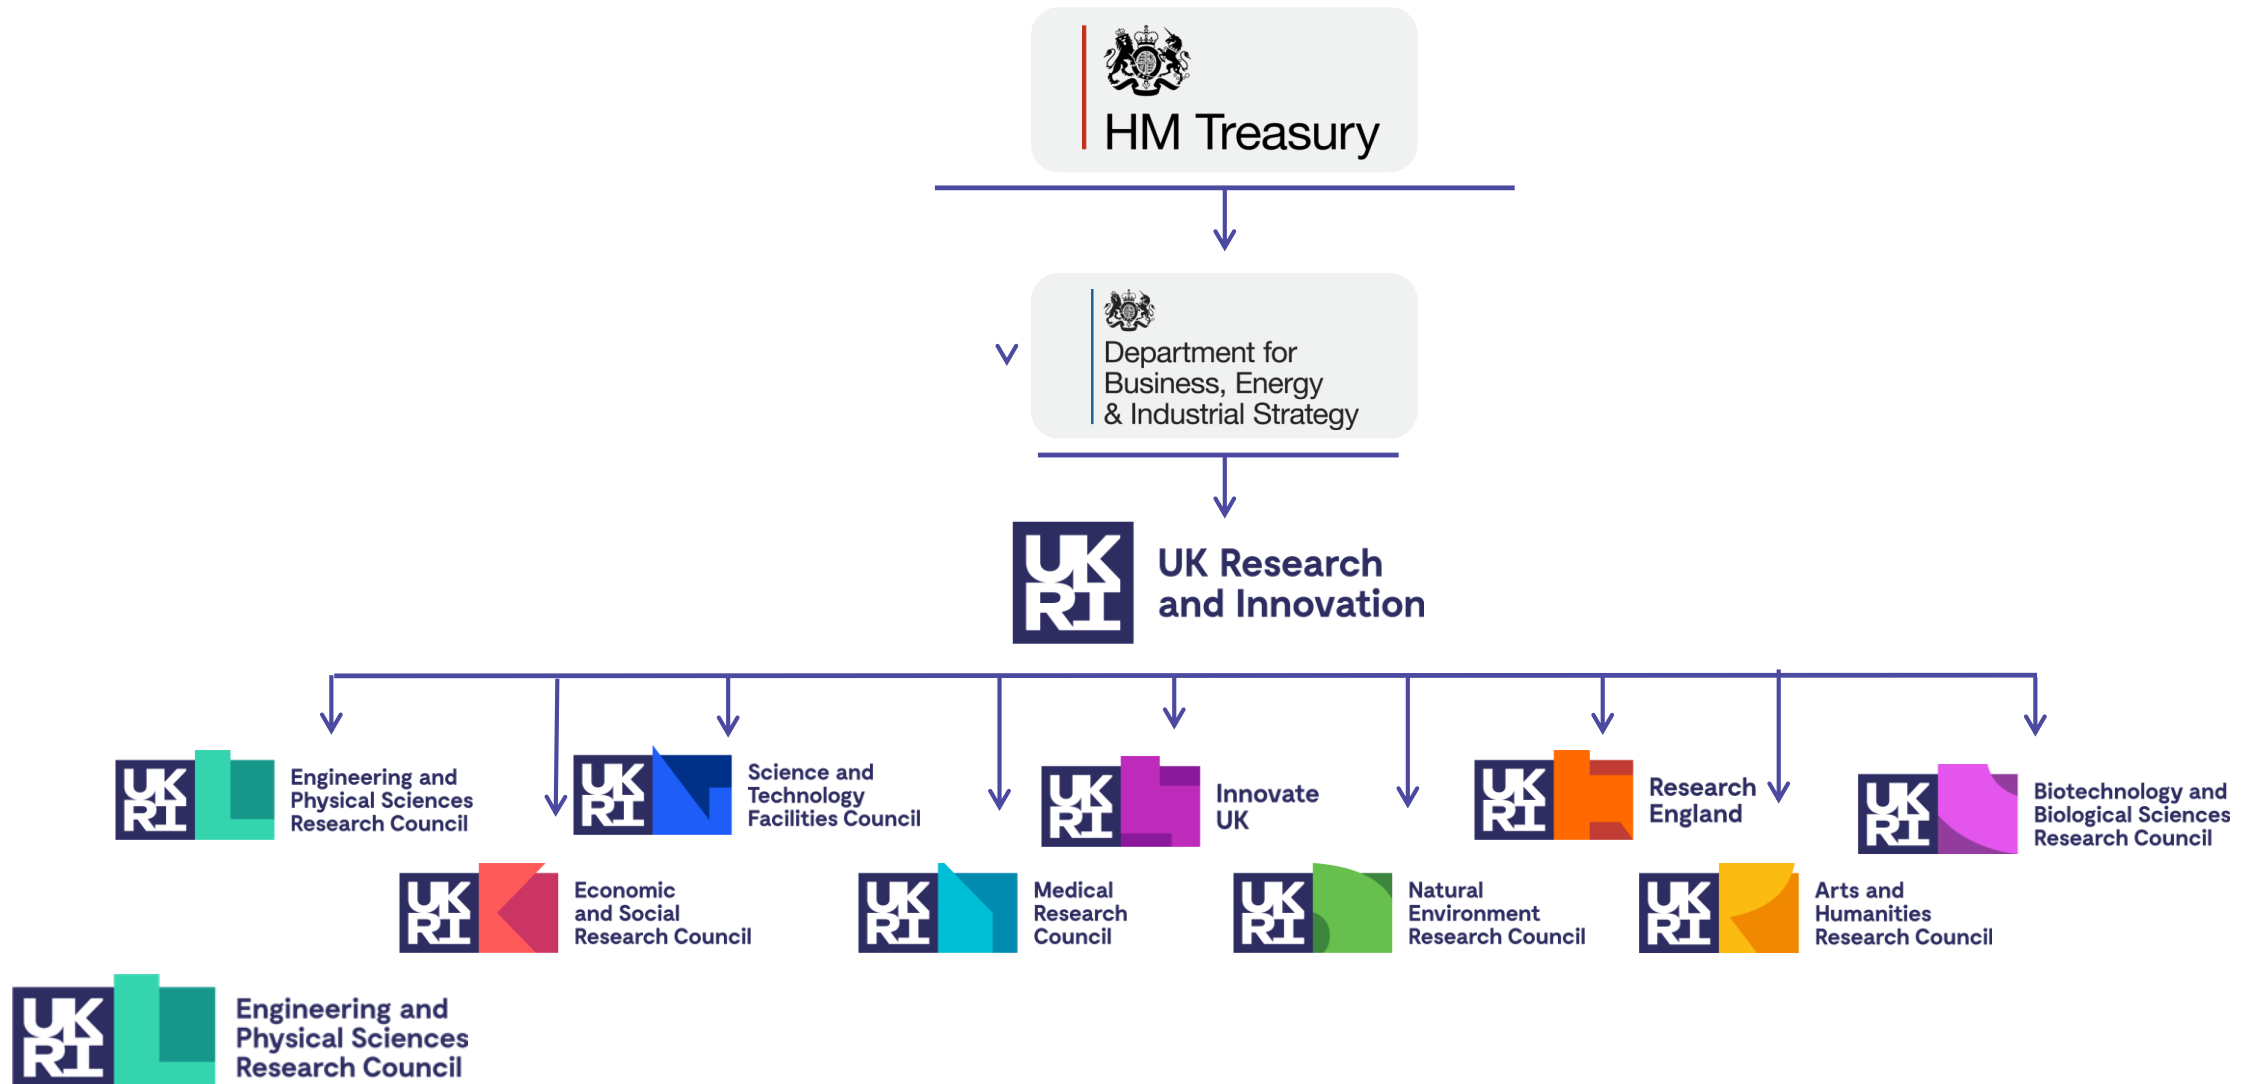 HM Treasury
Department for
Business, Energy
& Industrial Strategy
UK
RI
UK Research
and Innovation
UK
RI
Engineering and
Physical Sciences
Research Council
UK
RI
Science and
Technology
Facilities Council
UK
RI
Innovate
UK
UK
RI
Research
England
UK
RI
Biotechnology and
Biological Sciences
Research Council
UK
RI
Economic
and Social
Research Council
UK
RI
Medical
Research
Council
UK
RI
Natural
Environment
Research Council
UK
RI
Arts and
Humanities
Research Council
UK
RI
Engineering and
Physical Sciences
Research Council